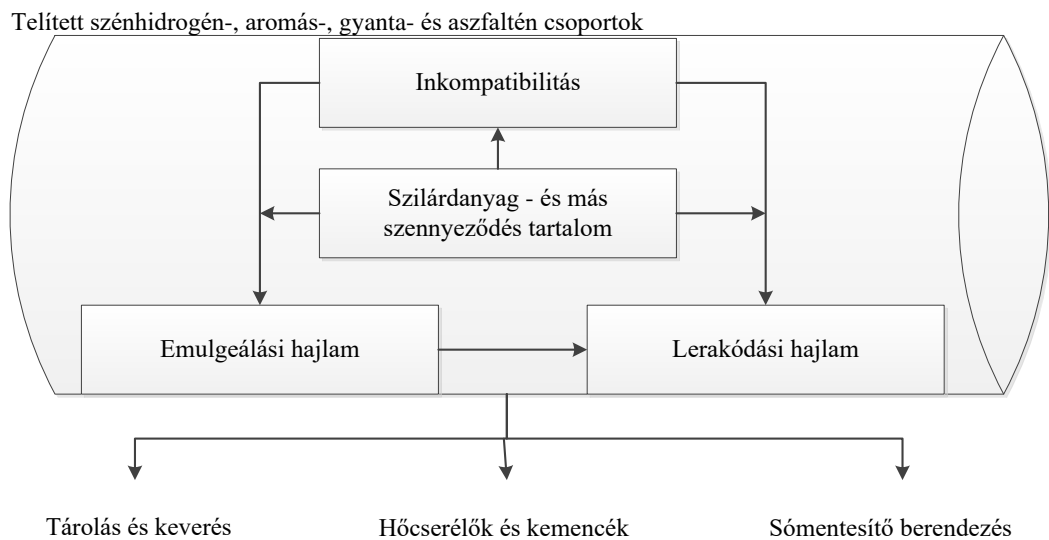 Telített szénhidrogén-, aromás-, gyanta- és aszfaltén csoportok
Inkompatibilitás
Szilárdanyag - és más
szennyeződés tartalom
Emulgeálási hajlam
Lerakódási hajlam
Tárolás és keverés
Hőcserélők és kemencék
Sómentesítő berendezés